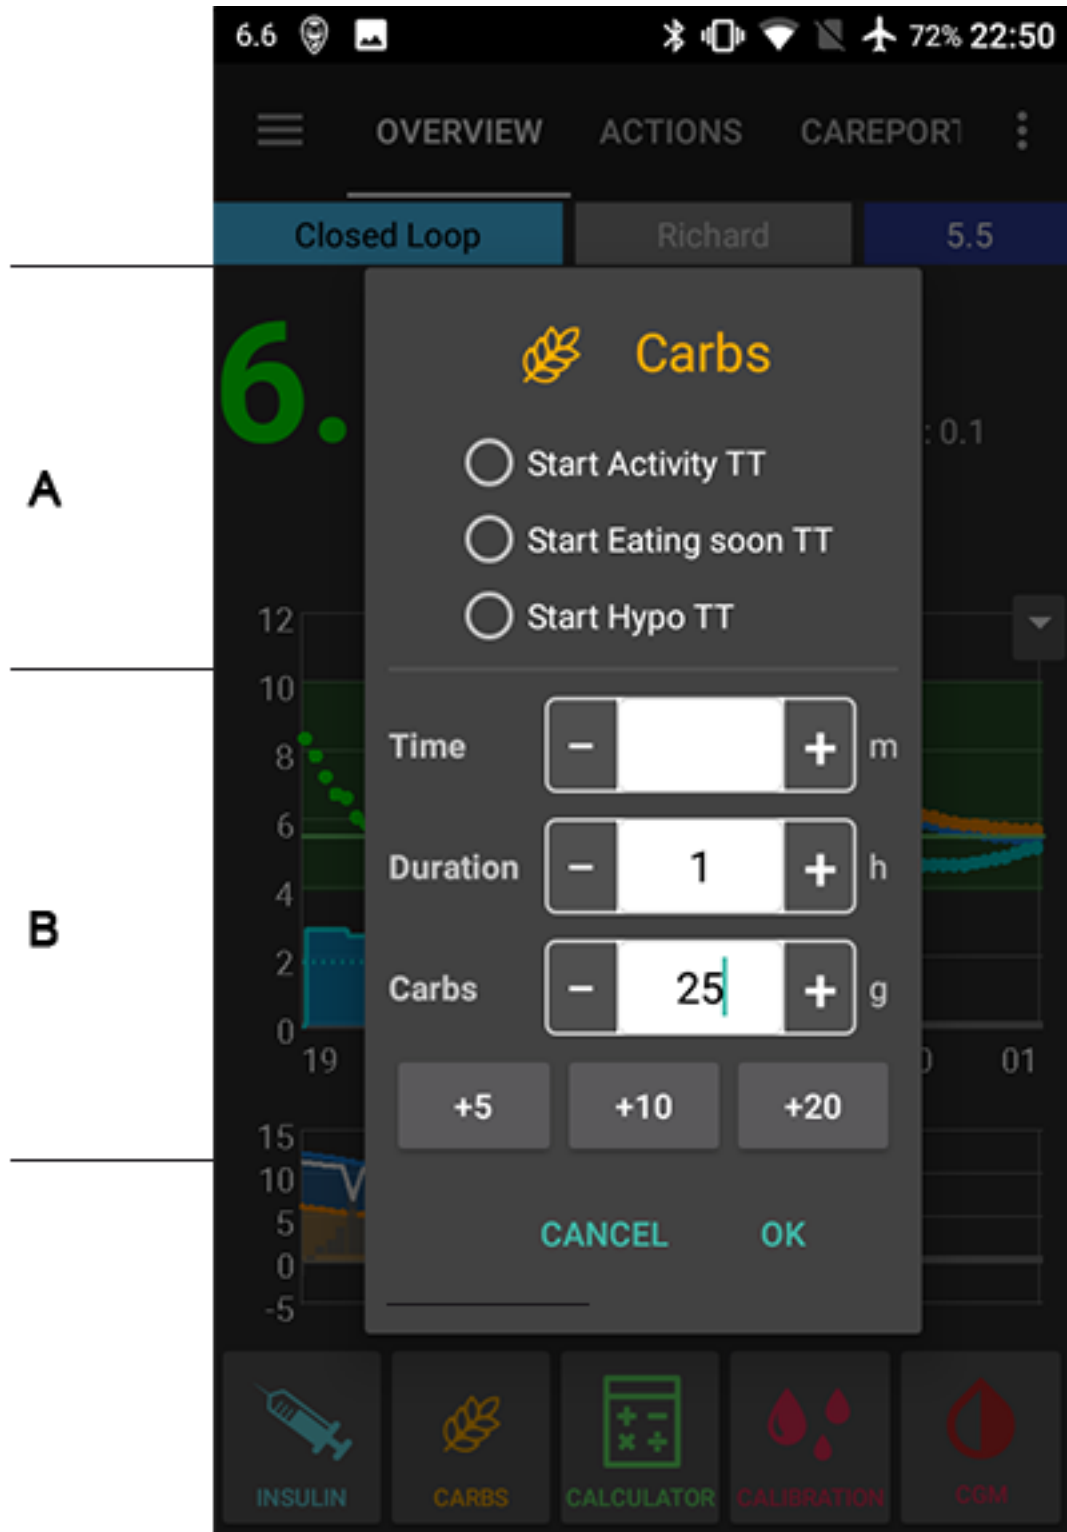 6.6 72% 22:50
OVERVIEW ACTIONS CAREPORT
Closed Loop Richard 5.5
Carbs
6. : 0.1
Start Activity TT
A
Start Eating soon TT
Start Hypo TT
12
10
Time − + m
8
6
Duration − 1 + h
4
B
2
Carbs − 25 + g
0
19 01
+5 +10 +20
15
10
5
CANCEL OK
0
-5
INSULIN CARBS CALCULATOR CALIBRATION CGM